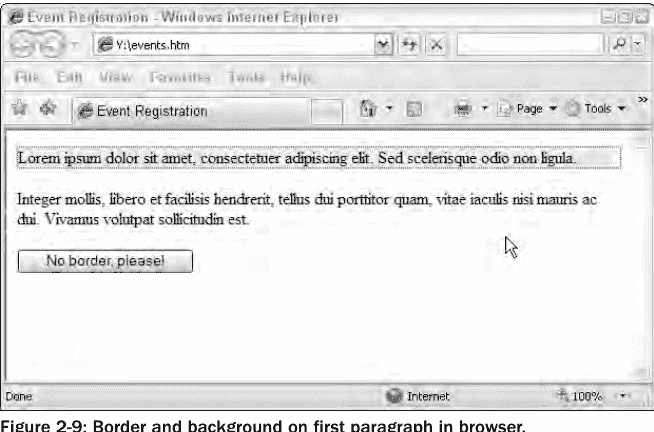 Event Registration - Windows Internet Explorer
Y:\events.htm
File Edit View Favorites Tools Help
Event Registration
Page Tools »
Lorem ipsum dolor sit amet, consectetuer adipiscing elit. Sed scelerisque odio non ligula.
Integer mollis, libero et facilisis hendrerit, tellus dui porttitor quam, vitae iaculis nisi mauris ac
dui. Vivamus volutpat sollicitudin est.
No border, please!
Done Internet 100%
Figure 2-9: Border and background on first paragraph in browser.